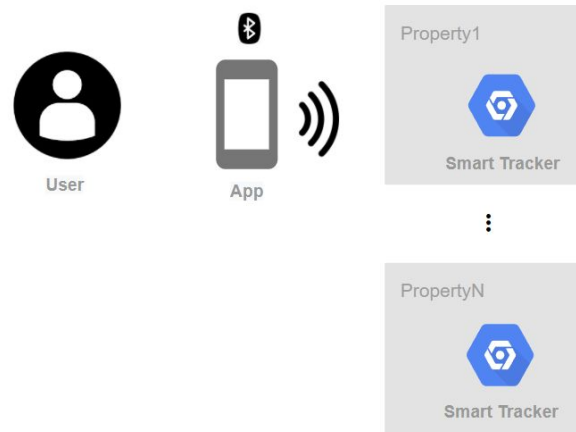 Property1
Smart Tracker
User
App
PropertyN
Smart Tracker